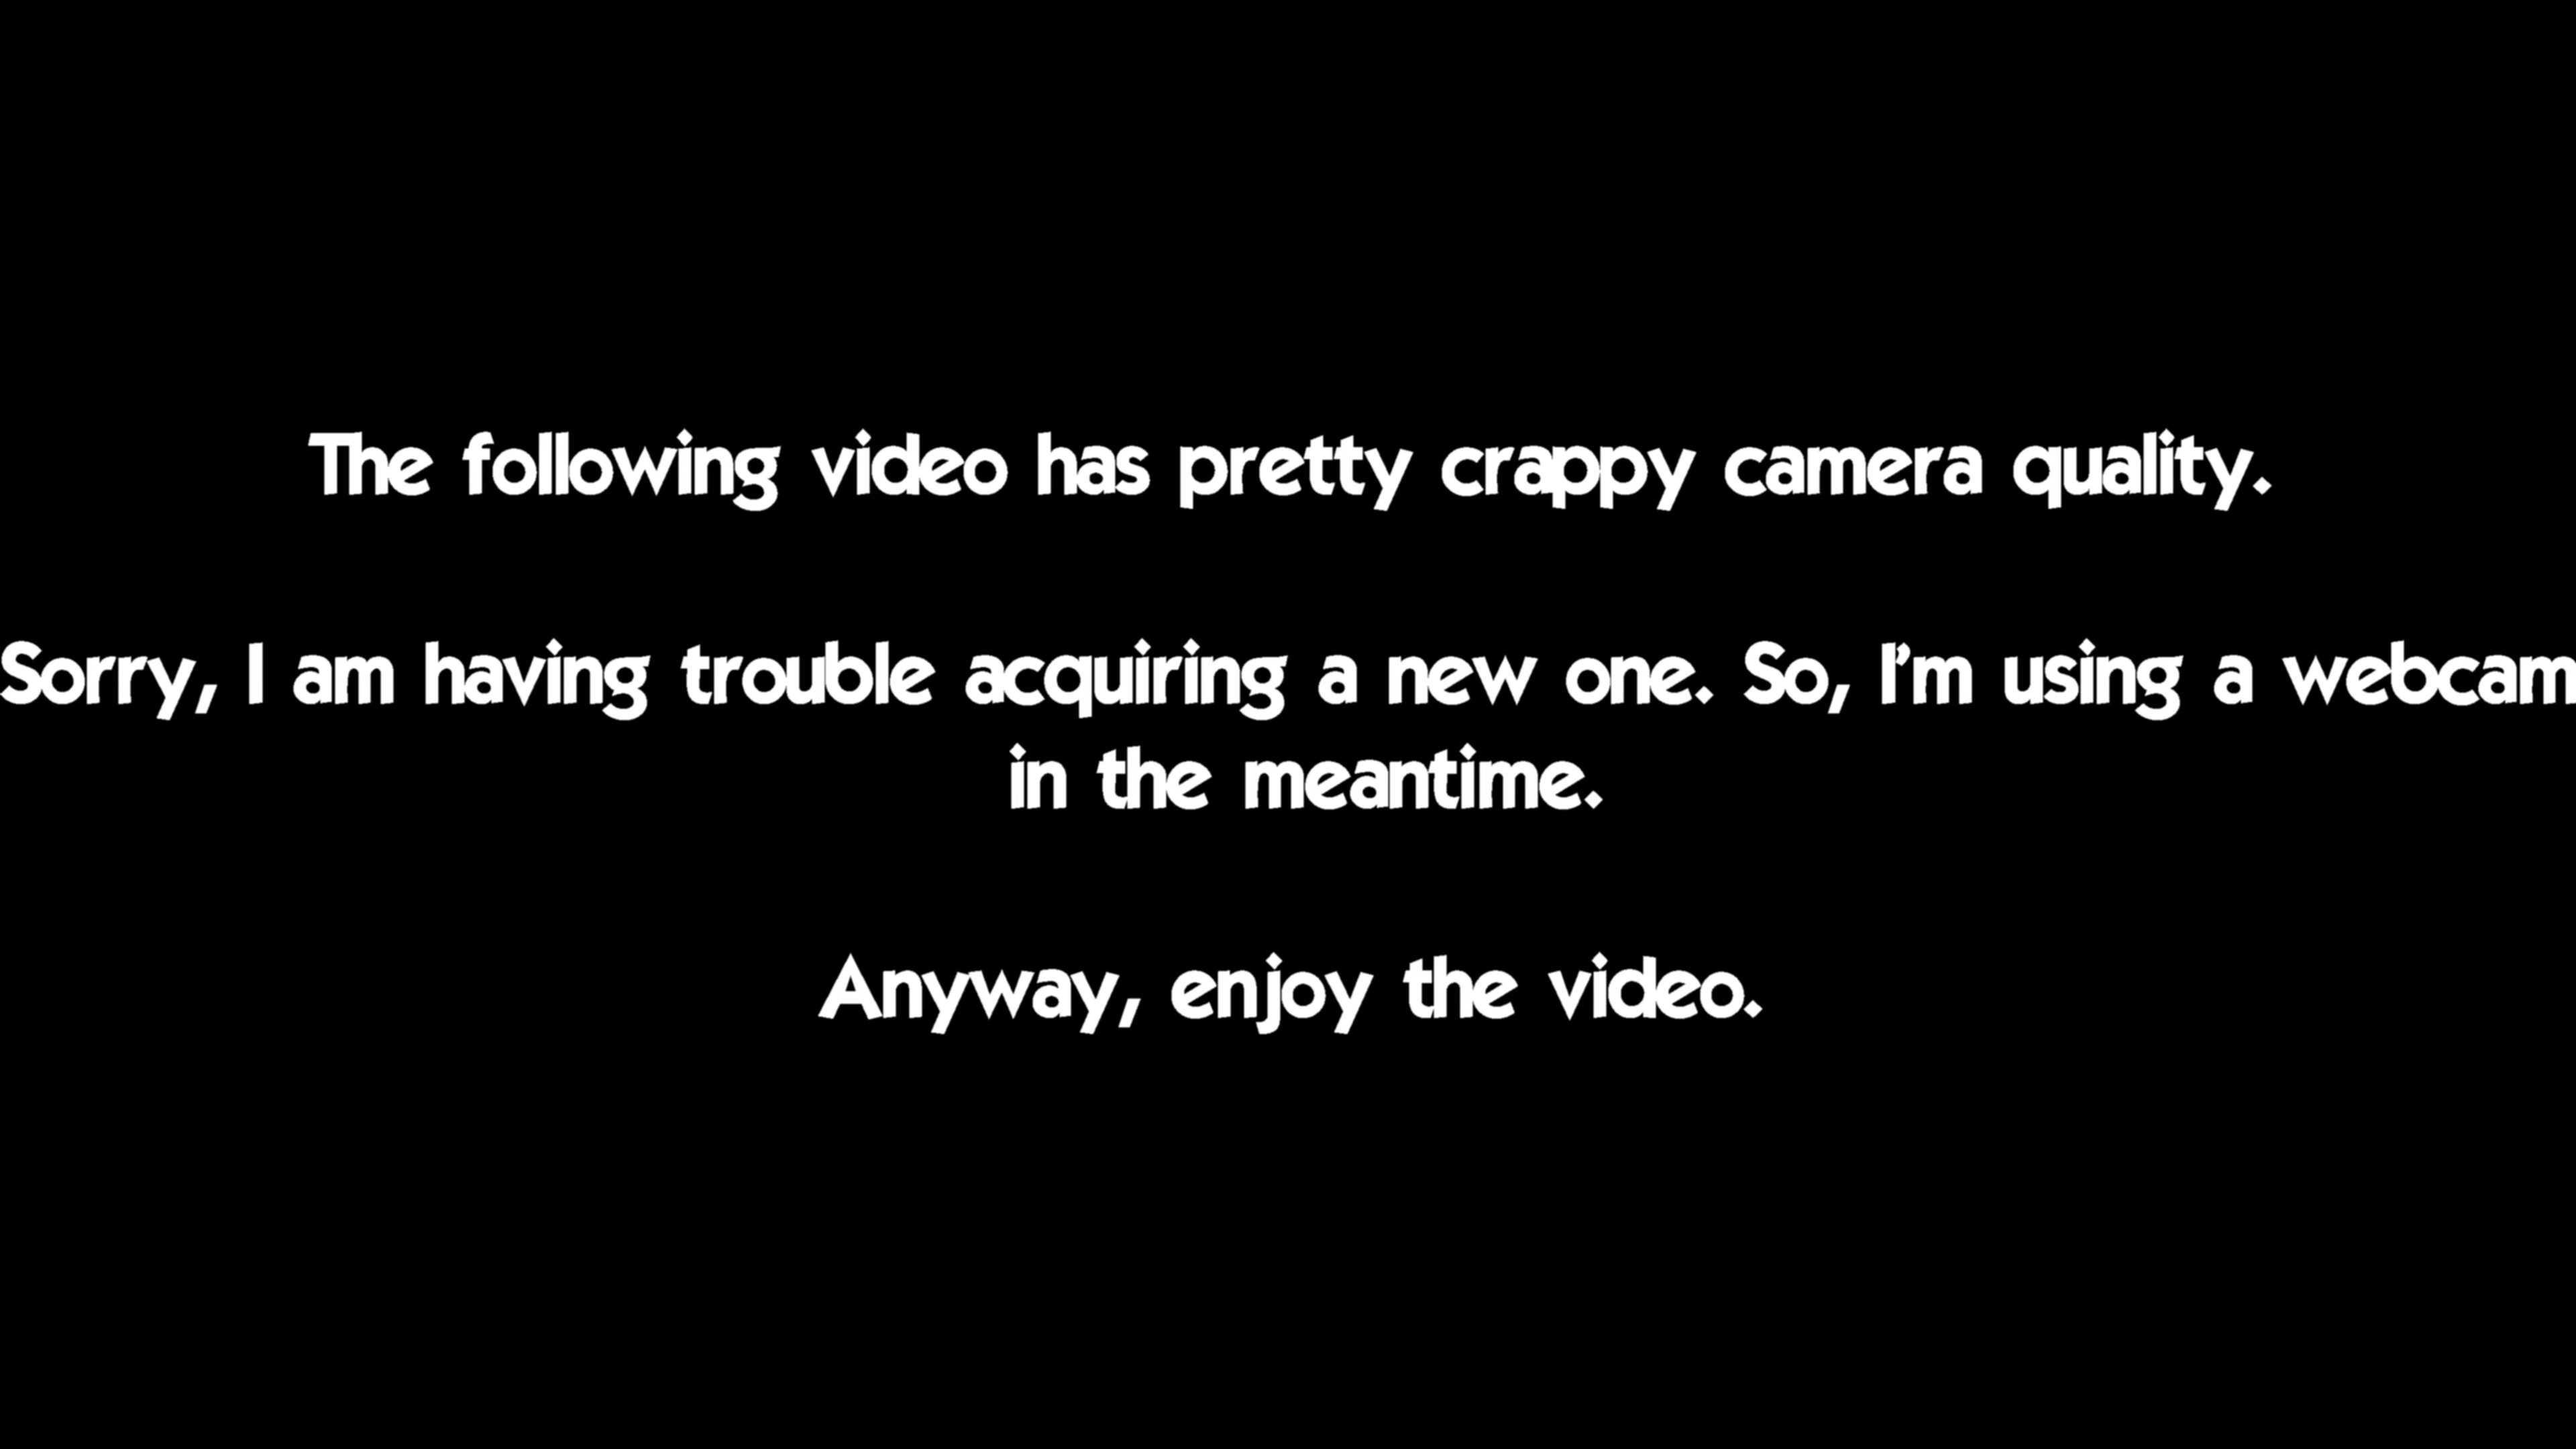 The following video has pretty crappy camera quality.
Sorry, I am having trouble acquiring a new one. So, I'm using a webcam
in the meantime.
Anyway, enjoy the video.